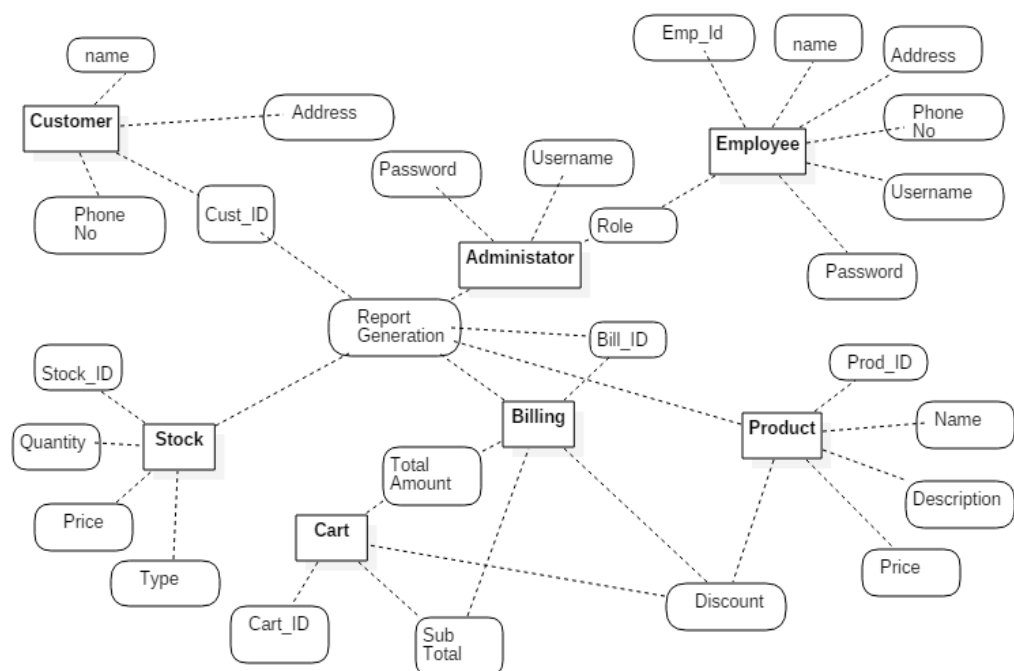 Emp_Id
name
Address
name
Customer
Address
Phone
No
Employee
Password
Username
Username
Phone
No
Cust_ID
Role
Administator
Password
Report
Generation
Bill_ID
Stock_ID
Prod_ID
Billing
Product
Name
Quantity
Stock
Total
Amount
Description
Price
Cart
Price
Type
Discount
Cart_ID
Sub
Total